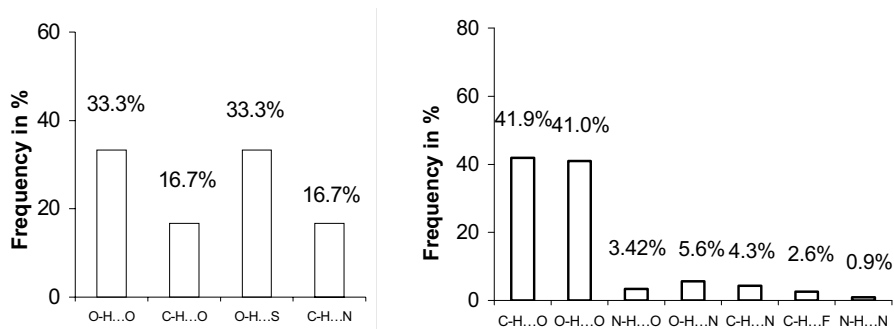 Frequency in %
60
40
20
0
33.3%
16.7%
33.3%
16.7%
O-H...O
C-H...O
O-H...S
C-H...N
Frequency in %
80
60
40
20
0
41.9%
41.0%
3.42%
5.6%
4.3%
2.6%
0.9%
C-H...O
O-H...O
N-H...O
O-H...N
C-H...N
C-H...F
N-H...N